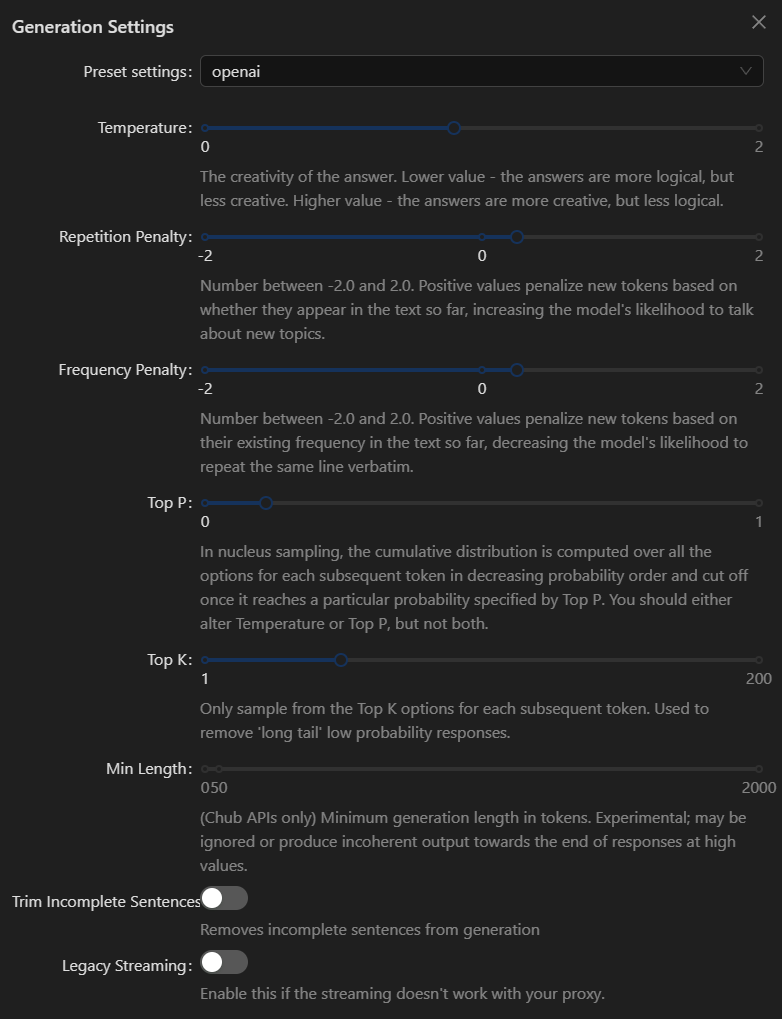 Generation Settings
Preset settings: openai
Temperature:
0 2
The creativity of the answer. Lower value - the answers are more logical, but
less creative. Higher value - the answers are more creative, but less logical.
Repetition Penalty:
-2 0 2
Number between -2.0 and 2.0. Positive values penalize new tokens based on
whether they appear in the text so far, increasing the model's likelihood to talk
about new topics.
Frequency Penalty:
-2 0 2
Number between -2.0 and 2.0. Positive values penalize new tokens based on
their existing frequency in the text so far, decreasing the model's likelihood to
repeat the same line verbatim.
Top P:
0 1
In nucleus sampling, the cumulative distribution is computed over all the
options for each subsequent token in decreasing probability order and cut off
once it reaches a particular probability specified by Top P. You should either
alter Temperature or Top P, but not both.
Top K:
1 200
Only sample from the Top K options for each subsequent token. Used to
remove 'long tail' low probability responses.
Min Length:
050 2000
(Chub APIs only) Minimum generation length in tokens. Experimental; may be
ignored or produce incoherent output towards the end of responses at high
values.
Trim Incomplete Sentences
Removes incomplete sentences from generation
Legacy Streaming:
Enable this if the streaming doesn't work with your proxy.